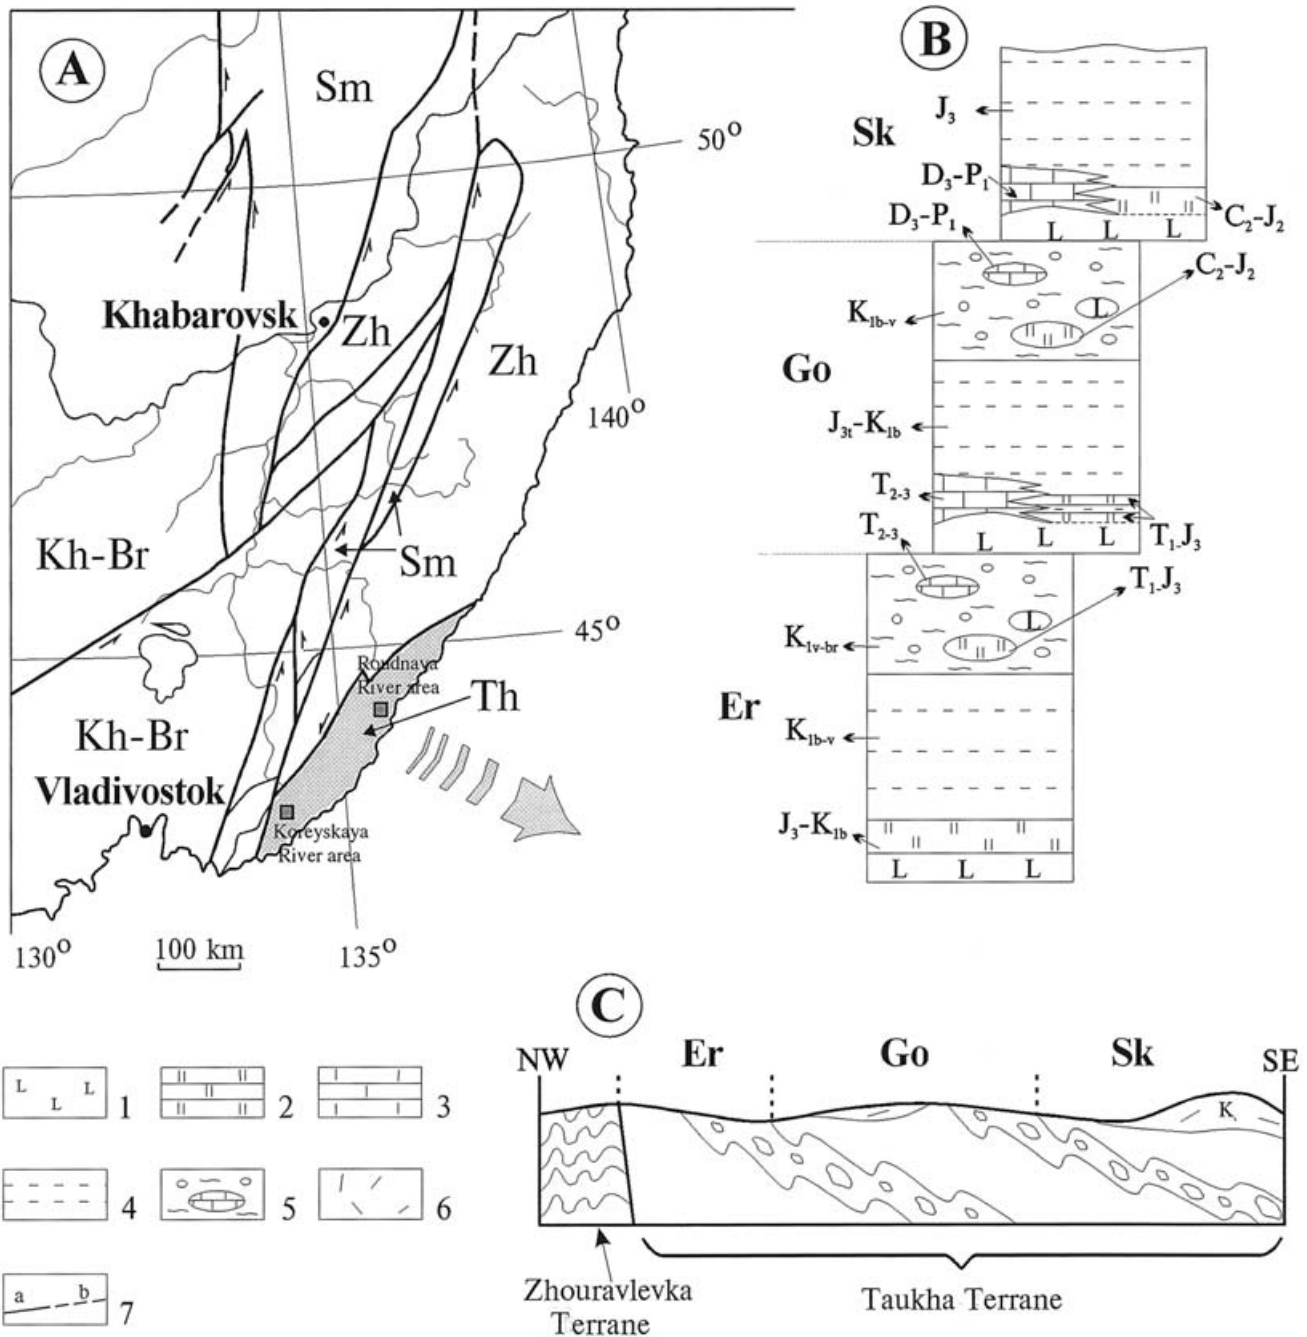 A
B
Sm
50°
Khabarovsk
Zh
Zh
140°
Kh-Br
Sm
45°
Roudnaya
River area
Th
Kh-Br
Vladivostok
Koreyskaya
River area
130°
100 km
135°
Sk
J₃
D₃-P₁
D₃-P₁
C₂-J₂
L L L
C₂-J₂
L
K₁b-v
Go
J₃t-K₁b
T₂₋₃
T₂₋₃
T₁-J₃
L L L
T₁-J₃
L
K₁v-br
Er
K₁b-v
J₃-K₁b
L L L
C
NW
Er
Go
Sk
SE
K
Zhouravlevka
Terrane
Taukha Terrane
L L
L
1
2
3
4
5
6
a b
7